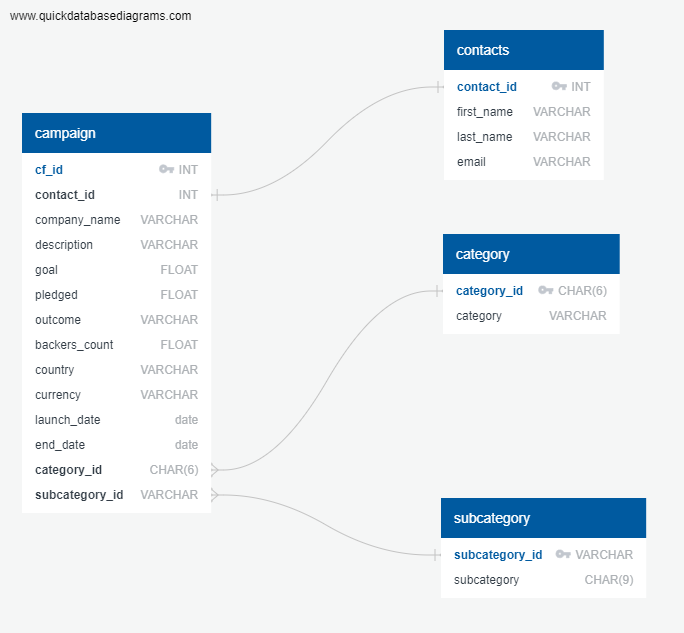 www.quickdatabasediagrams.com
campaign
cf_id INT
contact_id INT
company_name VARCHAR
description VARCHAR
goal FLOAT
pledged FLOAT
outcome VARCHAR
backers_count FLOAT
country VARCHAR
currency VARCHAR
launch_date date
end_date date
category_id CHAR(6)
subcategory_id VARCHAR
contacts
contact_id INT
first_name VARCHAR
last_name VARCHAR
email VARCHAR
category
category_id CHAR(6)
category VARCHAR
subcategory
subcategory_id VARCHAR
subcategory CHAR(9)